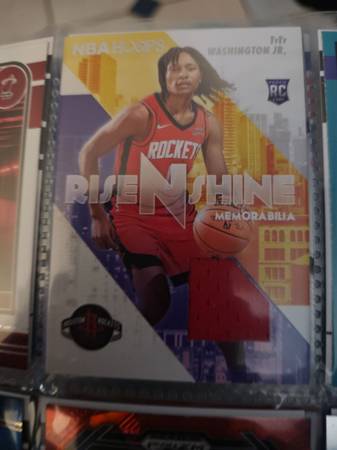 NBA HOOPS
TyTy
WASHINGTON JR.
RC
ROCKETS
RISE N SHINE
MEMORABILIA